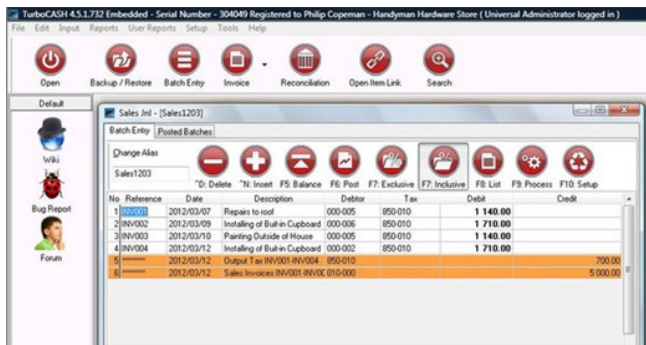 TurboCASH 4.5.1.732 Embedded - Serial Number - 304049 Registered to Philip Copeman - Handyman Hardware Store ( Universal Administrator logged in )
File Edit Input Reports User Reports Setup Tools Help
Open Backup / Restore Batch Entry Invoice Reconciliation Open Item Link Search
Default
Wiki
Bug Report
Forum
Sales Jnl - [Sales1203]
Batch Entry Posted Batches
Change Alias
Sales1203
^D: Delete ^N: Insert F5: Balance F6: Post F7: Exclusive F7: Inclusive F8: List F9: Process F10: Setup
No Reference Date Description Debtor Tax Debit Credit
1 INV001 2012/03/07 Repairs to roof 000-005 850-010 1 140.00
2 INV002 2012/03/09 Installing of Built-in Cupboard 000-006 850-010 1 710.00
3 INV003 2012/03/10 Painting Outside of House 000-005 850-010 1 140.00
4 INV004 2012/03/12 Installing of Built-in Cupboard 000-002 850-010 1 710.00
5 ******** 2012/03/12 Output Tax INV001-INV004 850-010 700.00
6 ******** 2012/03/12 Sales Invoices INV001-INV0( 010-000 5 000.00